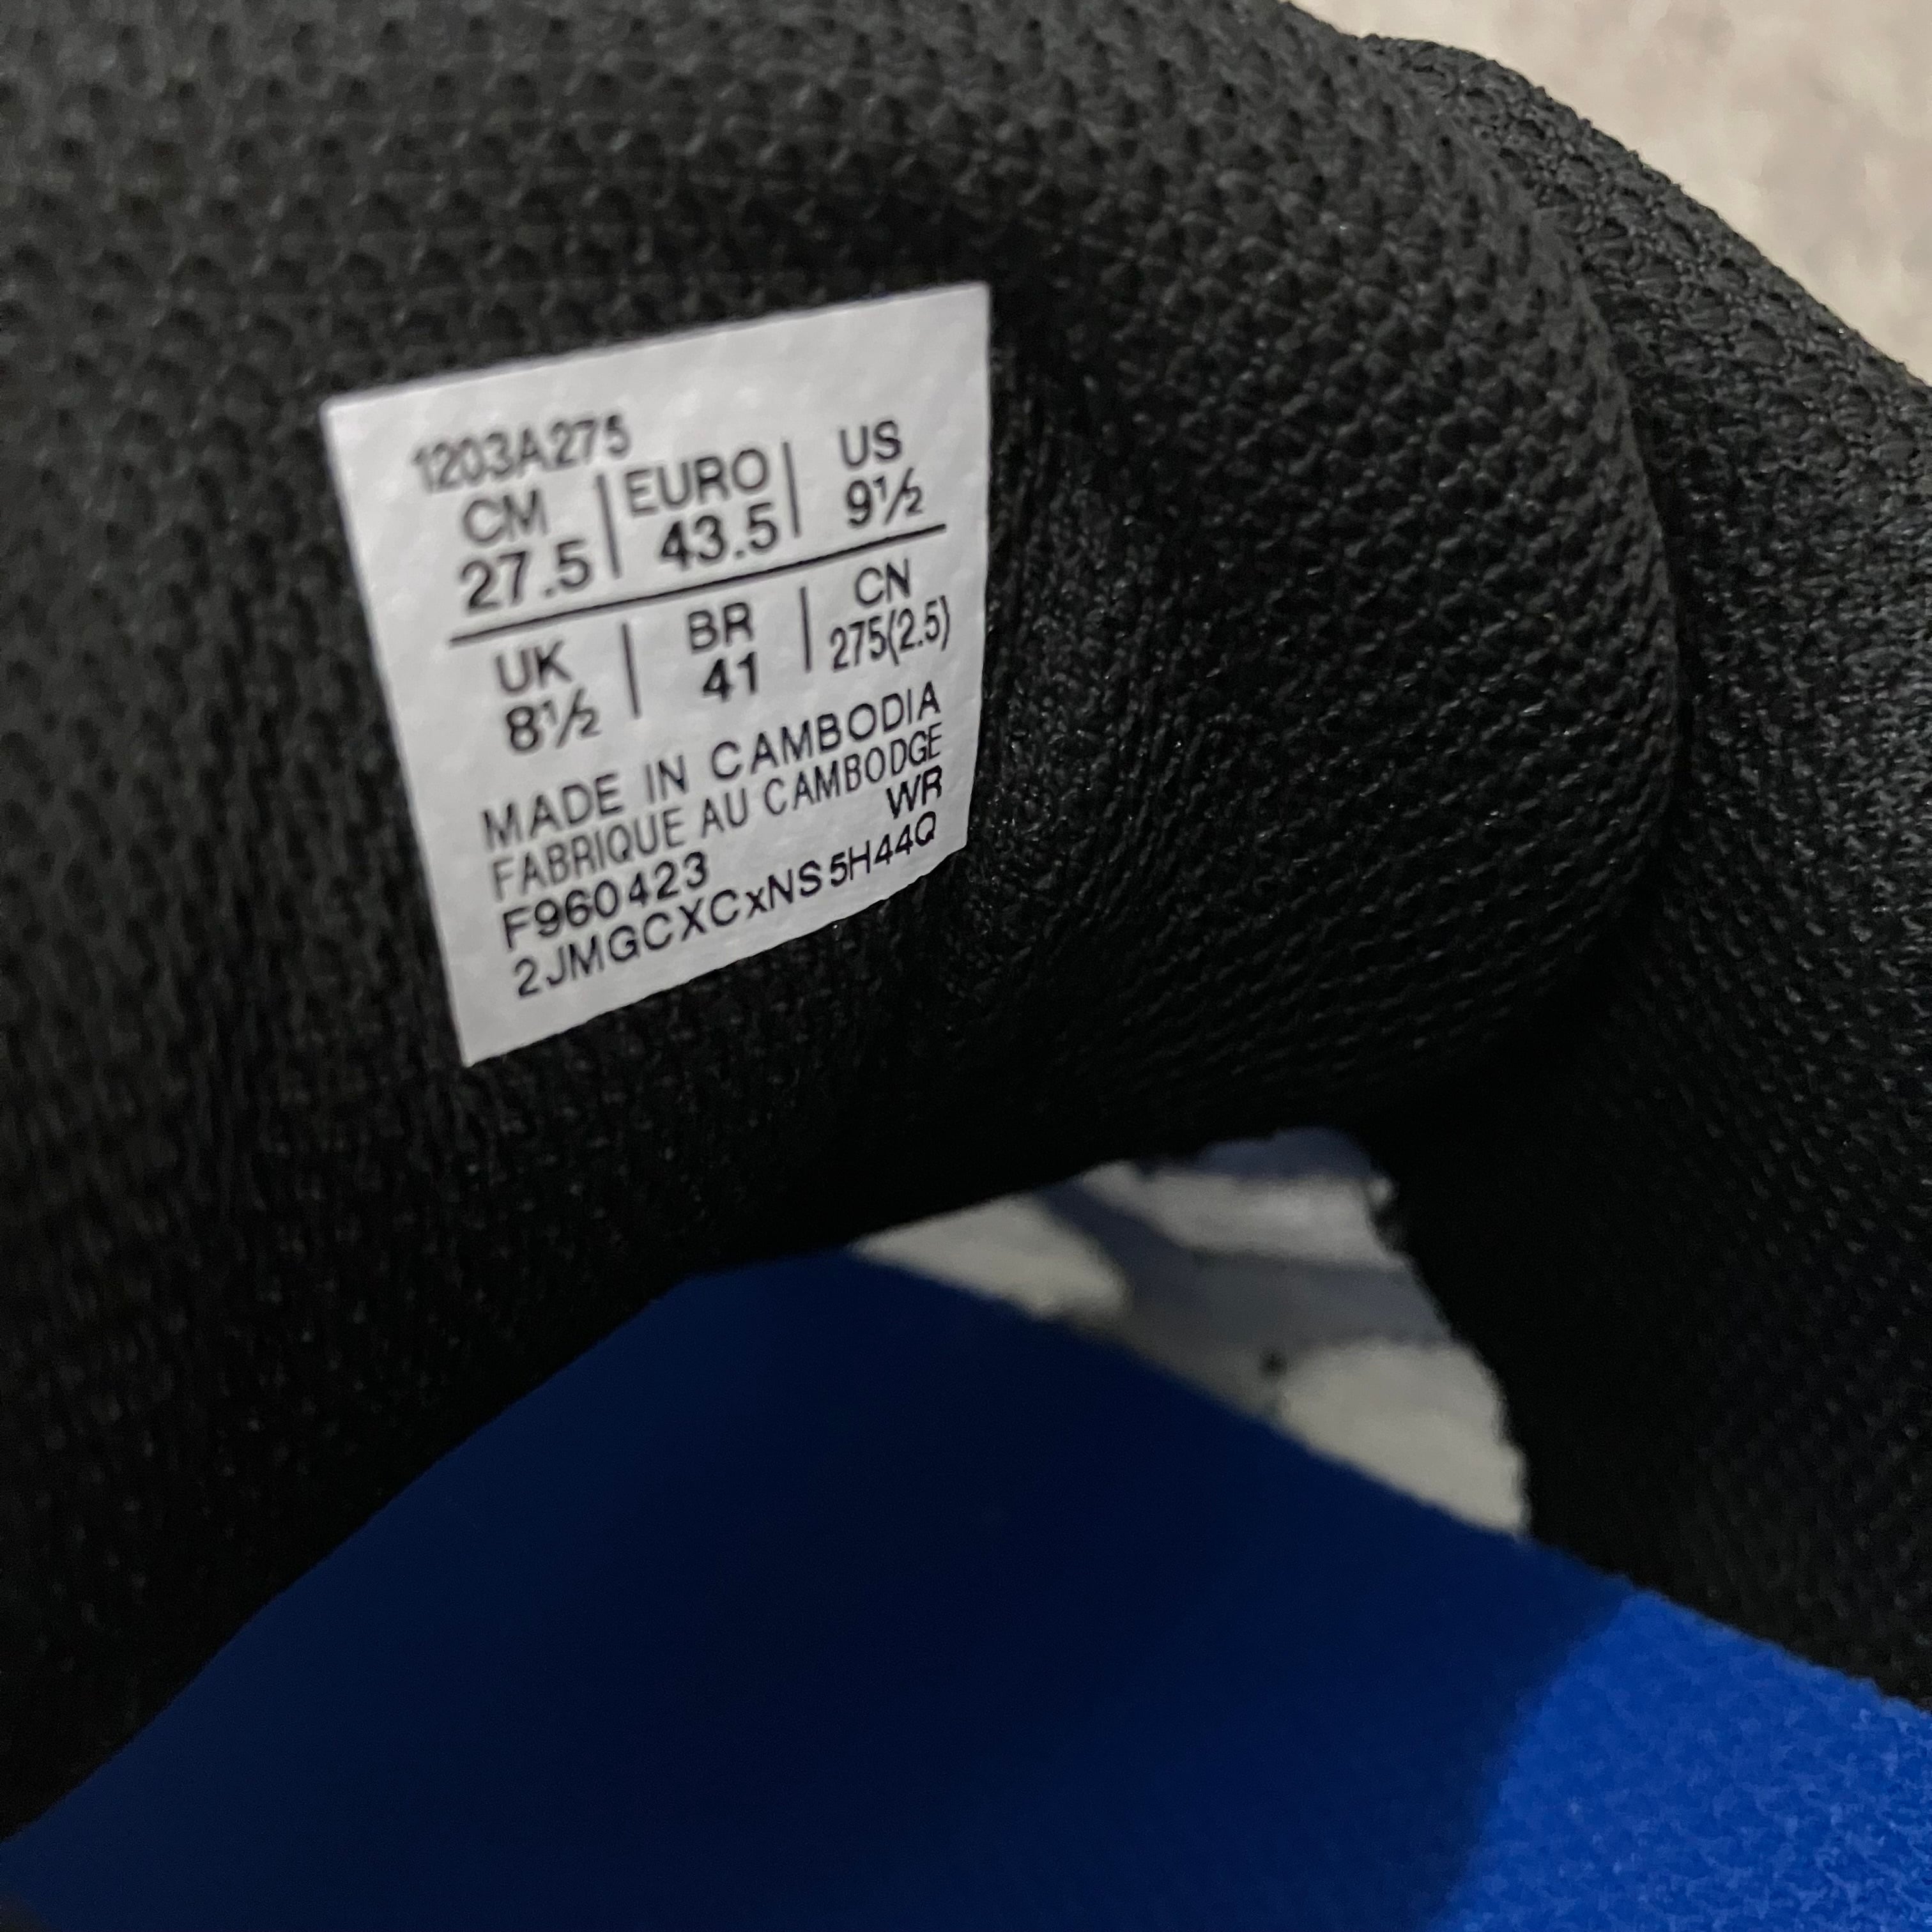 1203A275
CM | EURO | US
27.5 | 43.5 | 9½
UK | BR | CN
8½ | 41 | 275(2.5)
MADE IN CAMBODIA
FABRIQUE AU CAMBODGE
WR
F960423
2JMGCXCxNS5H44Q